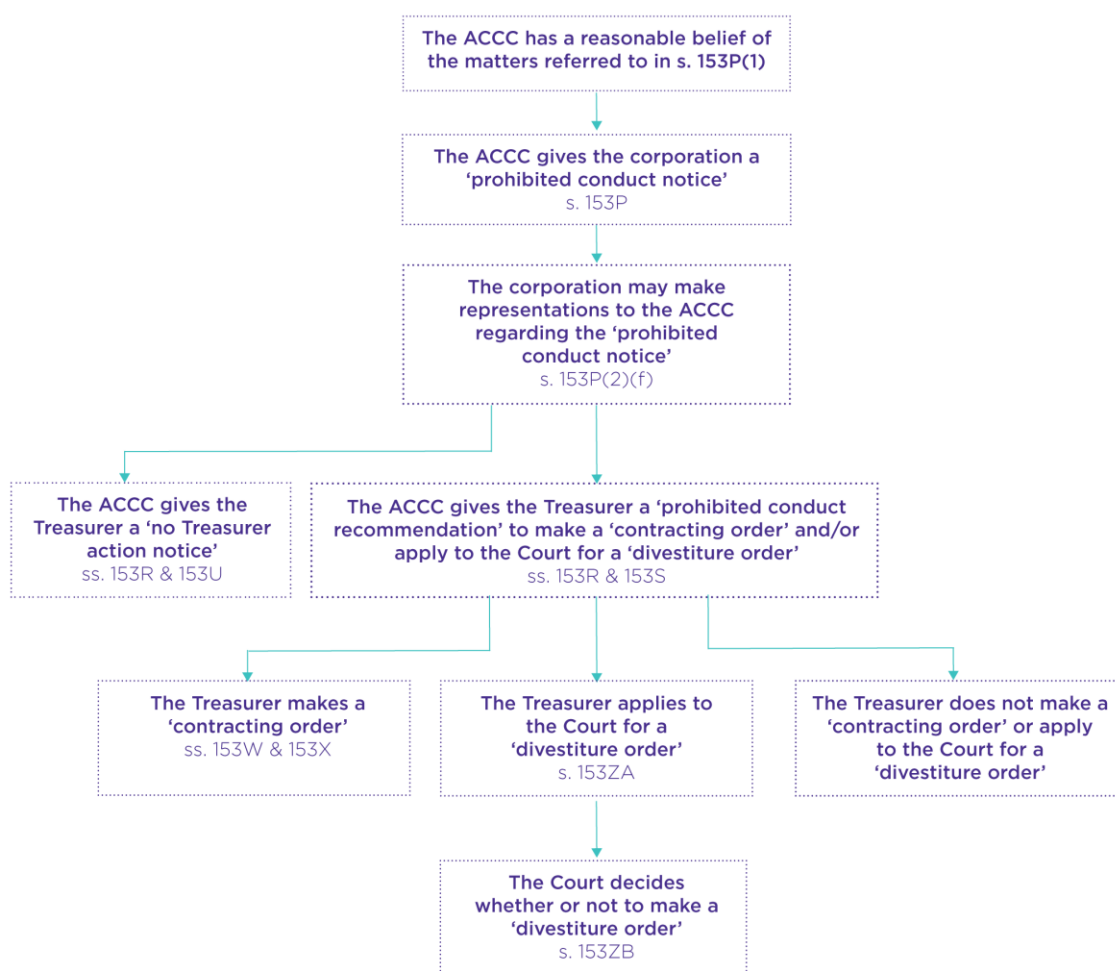 The ACCC has a reasonable belief of
the matters referred to in s. 153P(1)
The ACCC gives the corporation a
‘prohibited conduct notice’
s. 153P
The corporation may make
representations to the ACCC
regarding the ‘prohibited
conduct notice’
s. 153P(2)(f)
The ACCC gives the
Treasurer a ‘no Treasurer
action notice’
ss. 153R & 153U
The ACCC gives the Treasurer a ‘prohibited conduct
recommendation’ to make a ‘contracting order’ and/or
apply to the Court for a ‘divestiture order’
ss. 153R & 153S
The Treasurer makes a
‘contracting order’
ss. 153W & 153X
The Treasurer applies to
the Court for a
‘divestiture order’
s. 153ZA
The Treasurer does not make a
‘contracting order’ or apply
to the Court for a
‘divestiture order’
The Court decides
whether or not to make a
‘divestiture order’
s. 153ZB